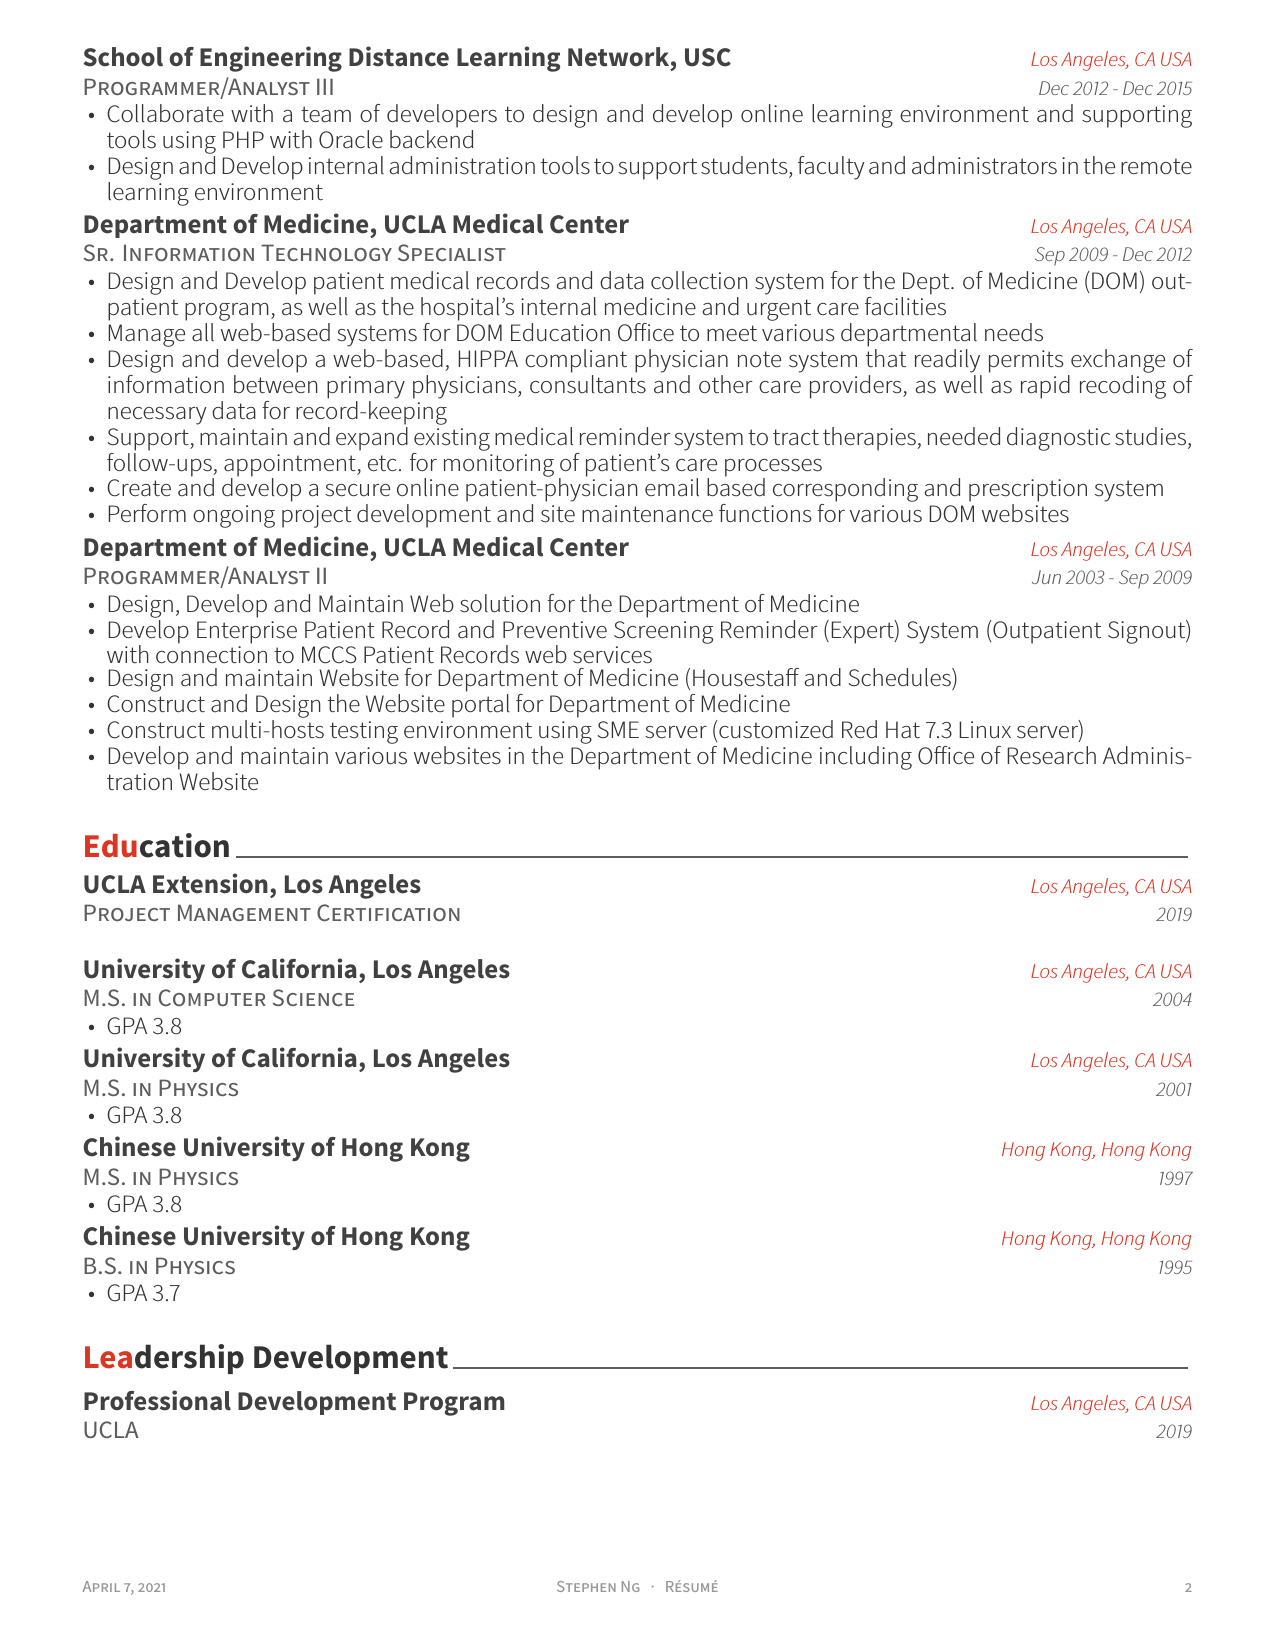 School of Engineering Distance Learning Network, USC Los Angeles, CA USA
Programmer/Analyst III Dec 2012 - Dec 2015
• Collaborate with a team of developers to design and develop online learning environment and supporting
tools using PHP with Oracle backend
• Design and Develop internal administration tools to support students, faculty and administrators in the remote
learning environment
Department of Medicine, UCLA Medical Center Los Angeles, CA USA
Sr. Information Technology Specialist Sep 2009 - Dec 2012
• Design and Develop patient medical records and data collection system for the Dept. of Medicine (DOM) out-
patient program, as well as the hospital's internal medicine and urgent care facilities
• Manage all web-based systems for DOM Education Office to meet various departmental needs
• Design and develop a web-based, HIPPA compliant physician note system that readily permits exchange of
information between primary physicians, consultants and other care providers, as well as rapid recoding of
necessary data for record-keeping
• Support, maintain and expand existing medical reminder system to tract therapies, needed diagnostic studies,
follow-ups, appointment, etc. for monitoring of patient's care processes
• Create and develop a secure online patient-physician email based corresponding and prescription system
• Perform ongoing project development and site maintenance functions for various DOM websites
Department of Medicine, UCLA Medical Center Los Angeles, CA USA
Programmer/Analyst II Jun 2003 - Sep 2009
• Design, Develop and Maintain Web solution for the Department of Medicine
• Develop Enterprise Patient Record and Preventive Screening Reminder (Expert) System (Outpatient Signout)
with connection to MCCS Patient Records web services
• Design and maintain Website for Department of Medicine (Housestaff and Schedules)
• Construct and Design the Website portal for Department of Medicine
• Construct multi-hosts testing environment using SME server (customized Red Hat 7.3 Linux server)
• Develop and maintain various websites in the Department of Medicine including Office of Research Adminis-
tration Website
Education
UCLA Extension, Los Angeles Los Angeles, CA USA
Project Management Certification 2019
University of California, Los Angeles Los Angeles, CA USA
M.S. in Computer Science 2004
• GPA 3.8
University of California, Los Angeles Los Angeles, CA USA
M.S. in Physics 2001
• GPA 3.8
Chinese University of Hong Kong Hong Kong, Hong Kong
M.S. in Physics 1997
• GPA 3.8
Chinese University of Hong Kong Hong Kong, Hong Kong
B.S. in Physics 1995
• GPA 3.7
Leadership Development
Professional Development Program Los Angeles, CA USA
UCLA 2019
April 7, 2021 Stephen Ng · Résumé 2